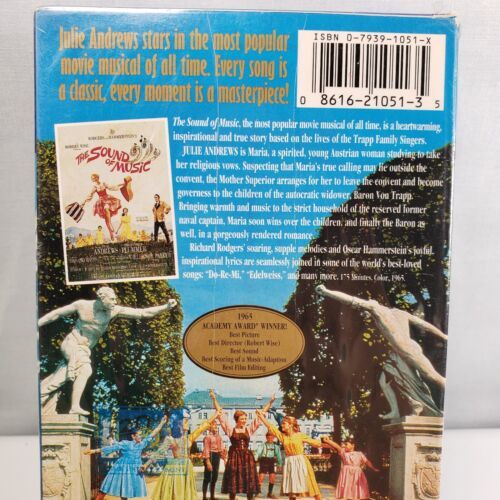 Julie Andrews stars in the most popular
movie musical of all time. Every song is
a classic, every moment is a masterpiece!
ISBN 0-7939-1051-X
0 8616-21051-3 5
The Sound of Music, the most popular movie musical of all time, is a heartwarming,
inspirational and true story based on the lives of the Trapp Family Singers.
JULIE ANDREWS is Maria, a spirited, young Austrian woman studying to take
her religious vows. Suspecting that Maria's true calling may lie outside the
convent, the Mother Superior arranges for her to leave the convent and become
governess to the children of the autocratic widower, Baron Von Trapp.
Bringing warmth and music to the strict household of the reserved former
naval captain, Maria soon wins over the children, and finally the Baron as
well, in a gorgeously rendered romance.
Richard Rodgers' soaring, supple melodies and Oscar Hammerstein's joyful,
inspirational lyrics are seamlessly joined in some of the world's best-loved
songs: "Do-Re-Mi," "Edelweiss," and many more. 175 Minutes, Color, 1965.
ROBERT WISE
THE SOUND
OF MUSIC
ANDREWS PLUMMER
1965
ACADEMY AWARD® WINNER!
Best Picture
Best Director (Robert Wise)
Best Sound
Best Scoring of a Music-Adaption
Best Film Editing